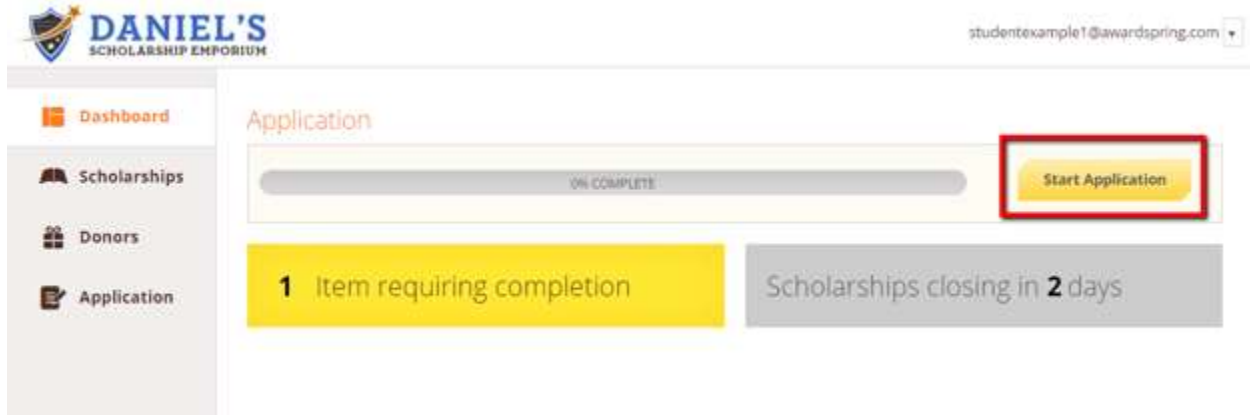 DANIEL'S
SCHOLARSHIP EMPORIUM
studentexample1@awardspring.com
Dashboard
Scholarships
Donors
Application
Application
0% COMPLETE
Start Application
1 Item requiring completion
Scholarships closing in 2 days